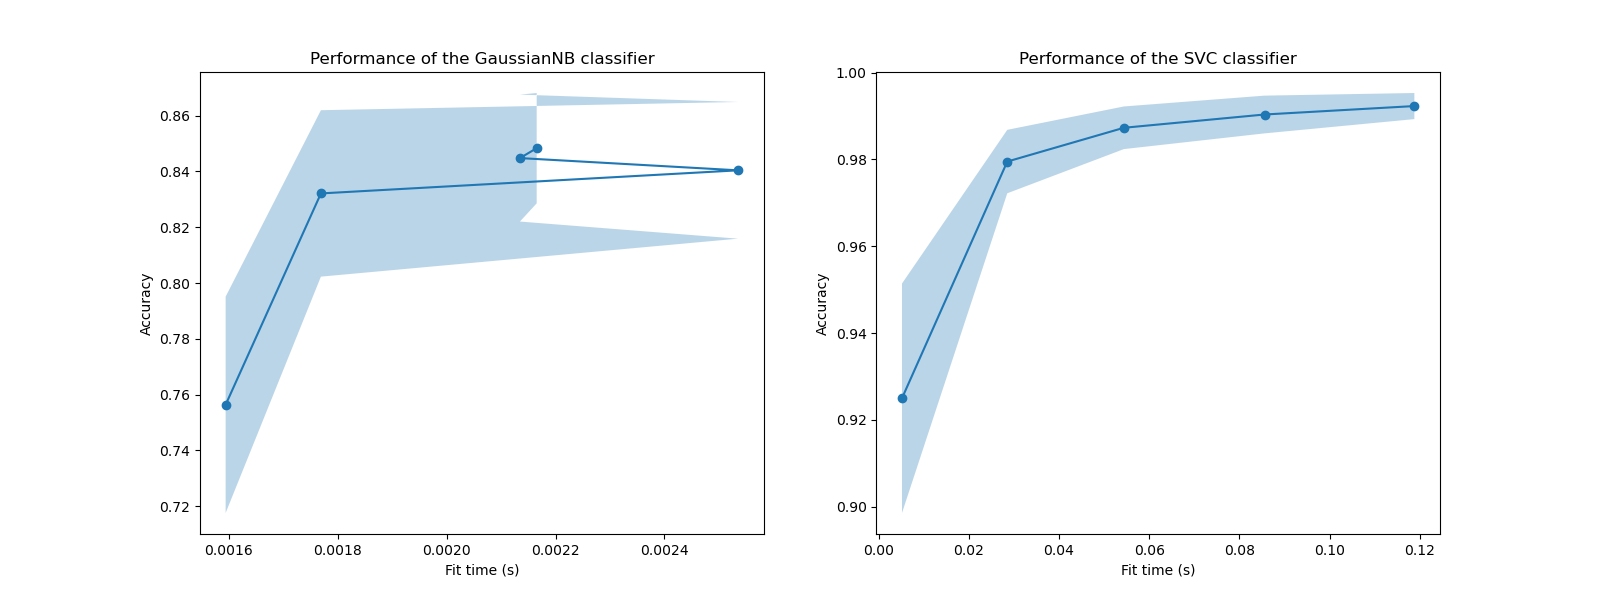 Performance of the GaussianNB classifier
Accuracy
0.86
0.84
0.82
0.80
0.78
0.76
0.74
0.72
0.0016 0.0018 0.0020 0.0022 0.0024
Fit time (s)
Performance of the SVC classifier
Accuracy
1.00
0.98
0.96
0.94
0.92
0.90
0.00 0.02 0.04 0.06 0.08 0.10 0.12
Fit time (s)